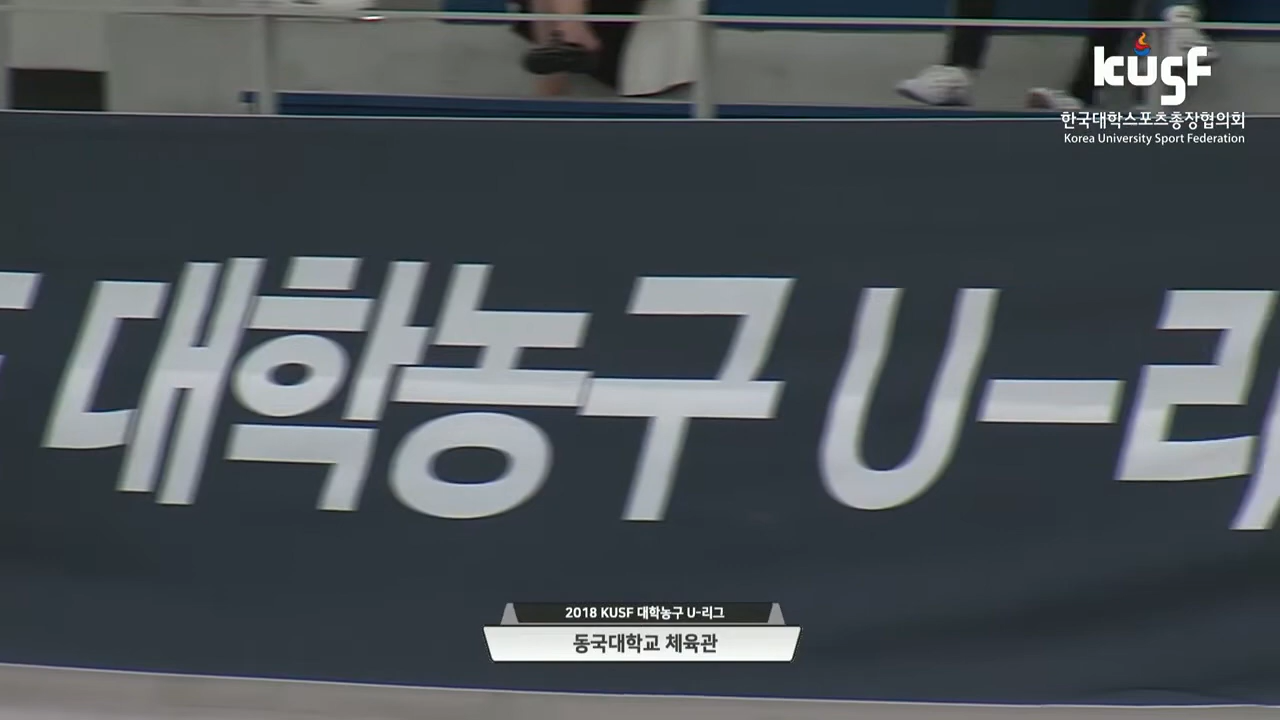 kusf
한국대학스포츠총장협의회
Korea University Sport Federation
대학농구 U-리
2018 KUSF 대학농구 U-리그
동국대학교 체육관